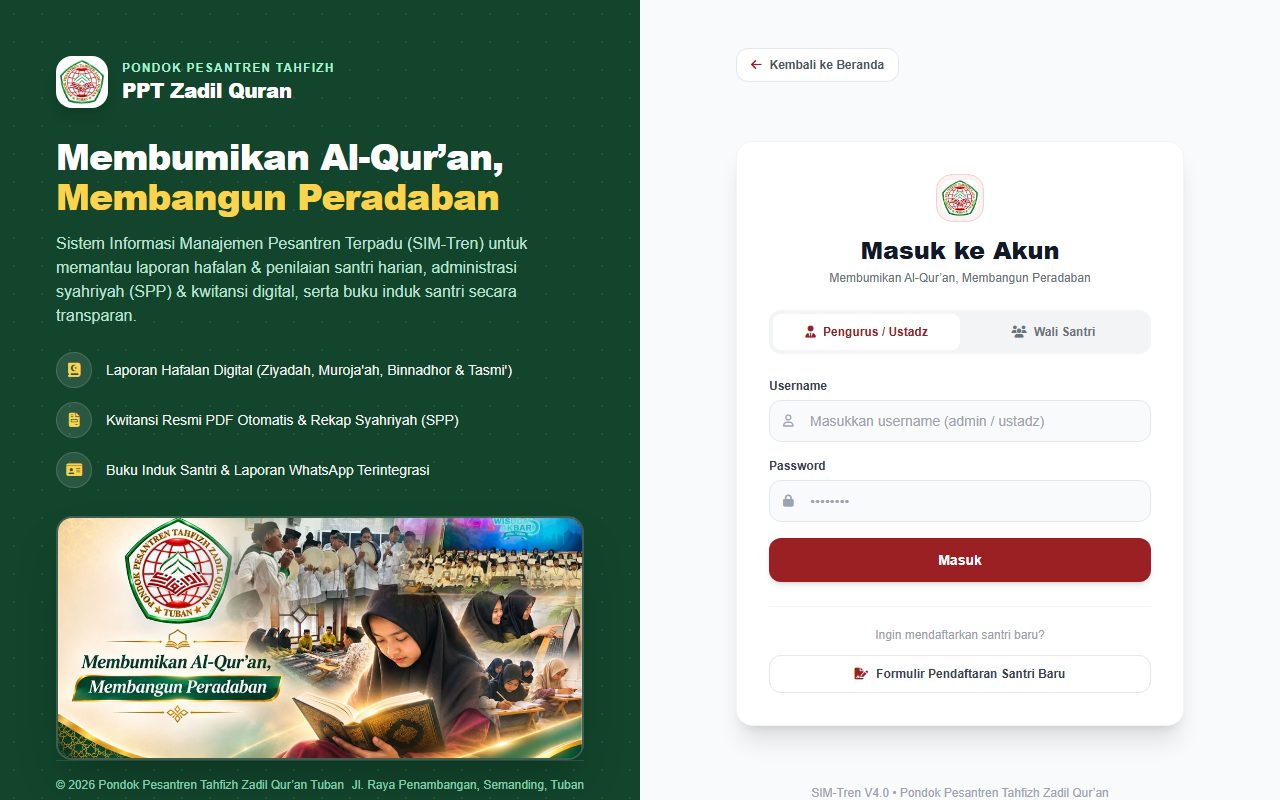 PONDOK PESANTREN TAHFIZH
PPT Zadil Quran
Membumikan Al-Qur’an,
Membangun Peradaban
Sistem Informasi Manajemen Pesantren Terpadu (SIM-Tren) untuk
memantau laporan hafalan & penilaian santri harian, administrasi
syahriyah (SPP) & kwitansi digital, serta buku induk santri secara
transparan.
Laporan Hafalan Digital (Ziyadah, Muroja'ah, Binnadhor & Tasmi')
Kwitansi Resmi PDF Otomatis & Rekap Syahriyah (SPP)
Buku Induk Santri & Laporan WhatsApp Terintegrasi
PONDOK PESANTREN TAHFIZH ZADIL QUR'AN
TUBAN
Membumikan Al-Qur’an,
Membangun Peradaban
© 2026 Pondok Pesantren Tahfizh Zadil Qur’an Tuban
Jl. Raya Penambangan, Semanding, Tuban
Kembali ke Beranda
Masuk ke Akun
Membumikan Al-Qur’an, Membangun Peradaban
Pengurus / Ustadz
Wali Santri
Username
Masukkan username (admin / ustadz)
Password
••••••••
Masuk
Ingin mendaftarkan santri baru?
Formulir Pendaftaran Santri Baru
SIM-Tren V4.0 • Pondok Pesantren Tahfizh Zadil Qur’an